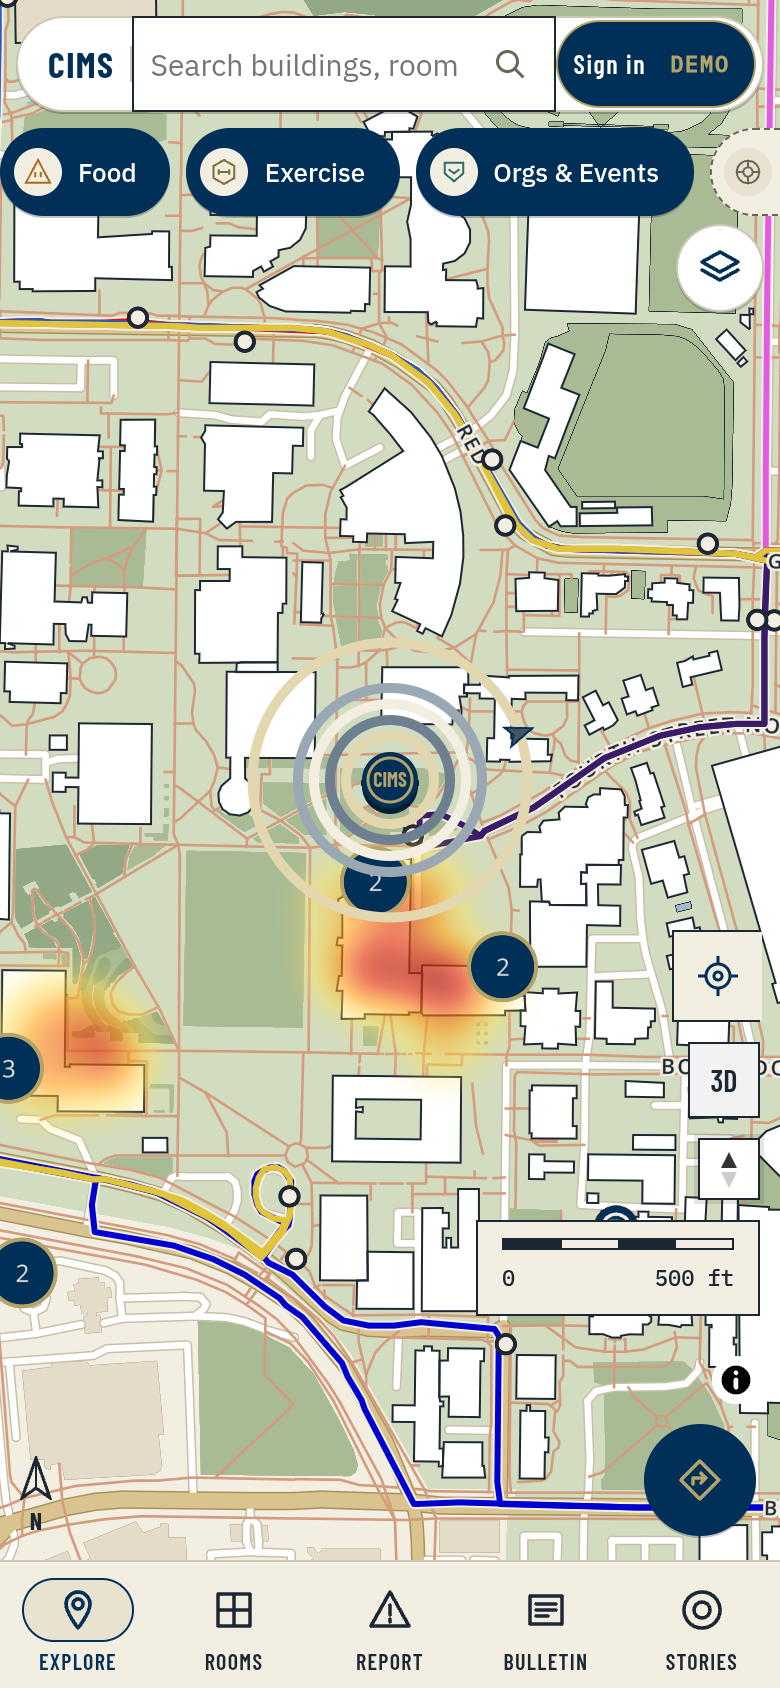 CIMS
Search buildings, room
Sign in DEMO
Food
Exercise
Orgs & Events
RED
G
CIMS
2
2
3
3D
2
0 500 ft
B
N
EXPLORE
ROOMS
REPORT
BULLETIN
STORIES